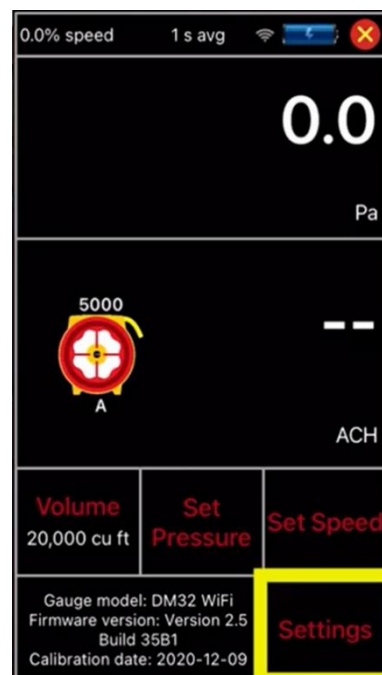 0.0% speed 1 s avg
0.0
Pa
5000
A
--
ACH
Volume
20,000 cu ft
Set
Pressure
Set Speed
Gauge model: DM32 WiFi
Firmware version: Version 2.5
Build 35B1
Calibration date: 2020-12-09
Settings